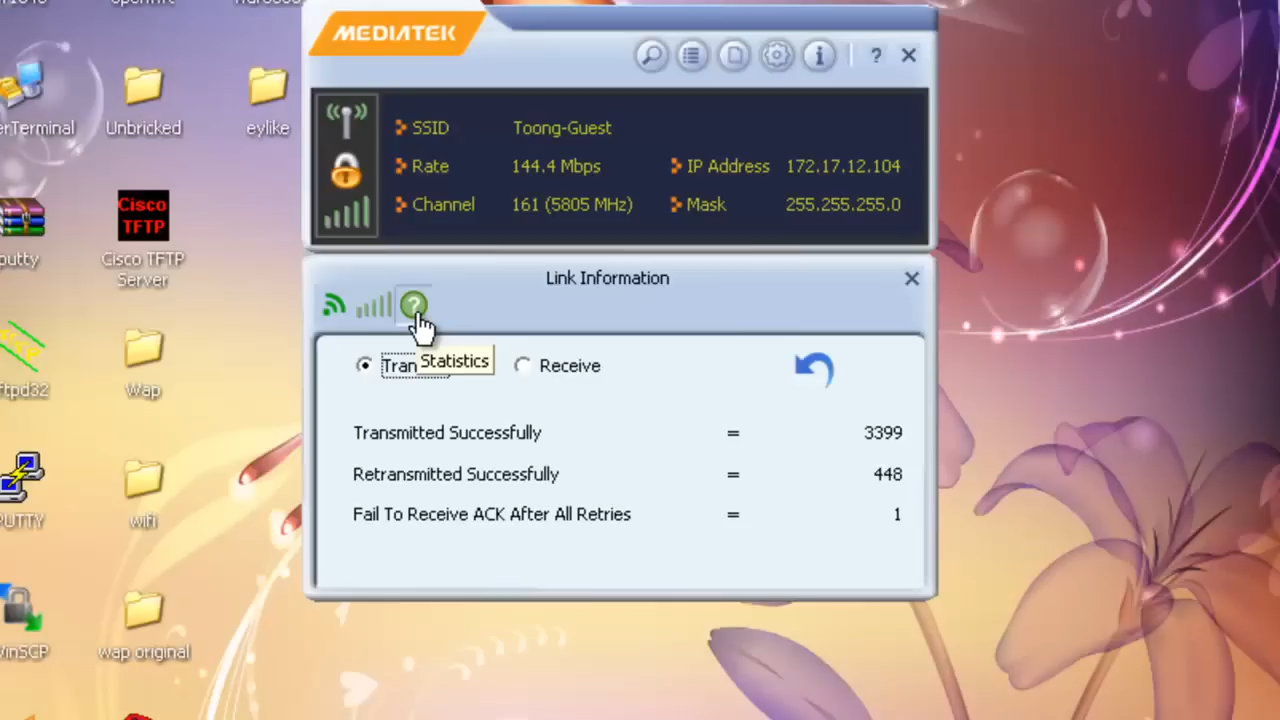 MEDIATEK
?
SSID Toong-Guest
Rate 144.4 Mbps IP Address 172.17.12.104
Channel 161 (5805 MHz) Mask 255.255.255.0
Link Information
?
Tran Statistics Receive
Transmitted Successfully = 3399
Retransmitted Successfully = 448
Fail To Receive ACK After All Retries = 1
erTerminal
Unbricked
eylike
putty
Cisco
TFTP
Cisco TFTP
Server
ftpd32
Wap
PUTTY
wifi
WinSCP
wap original